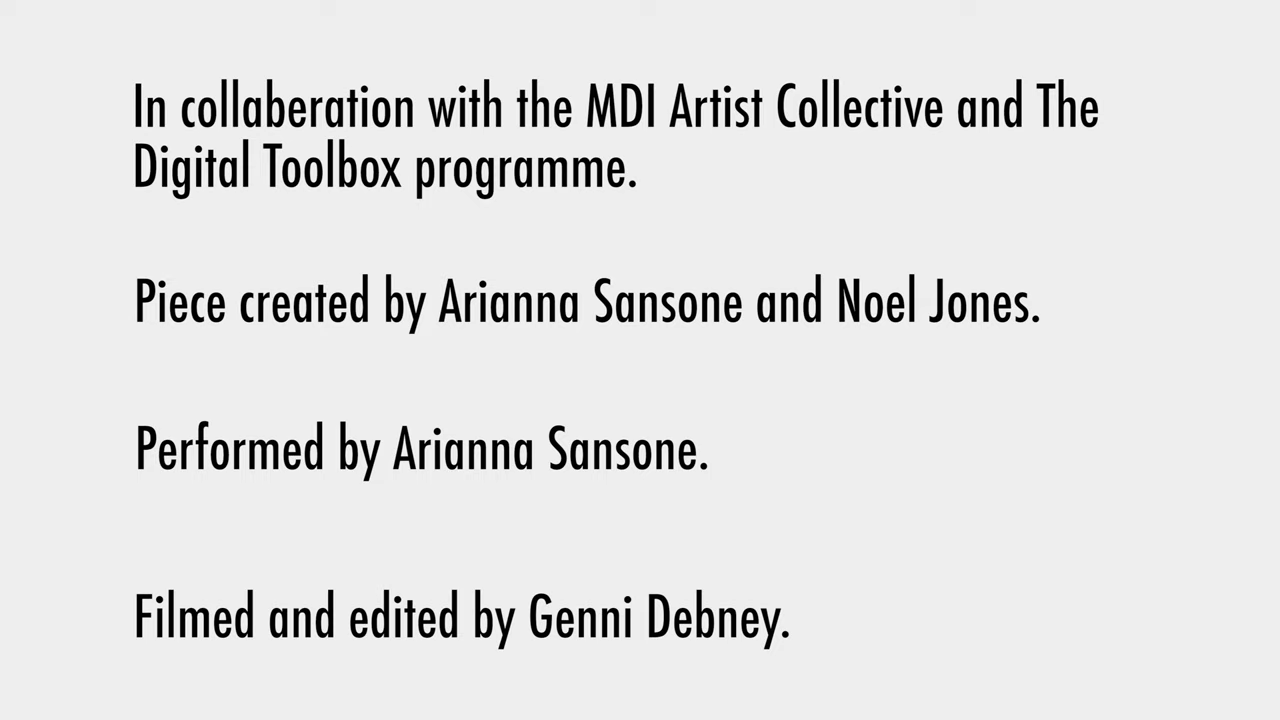 In collaberation with the MDI Artist Collective and The
Digital Toolbox programme.
Piece created by Arianna Sansone and Noel Jones.
Performed by Arianna Sansone.
Filmed and edited by Genni Debney.